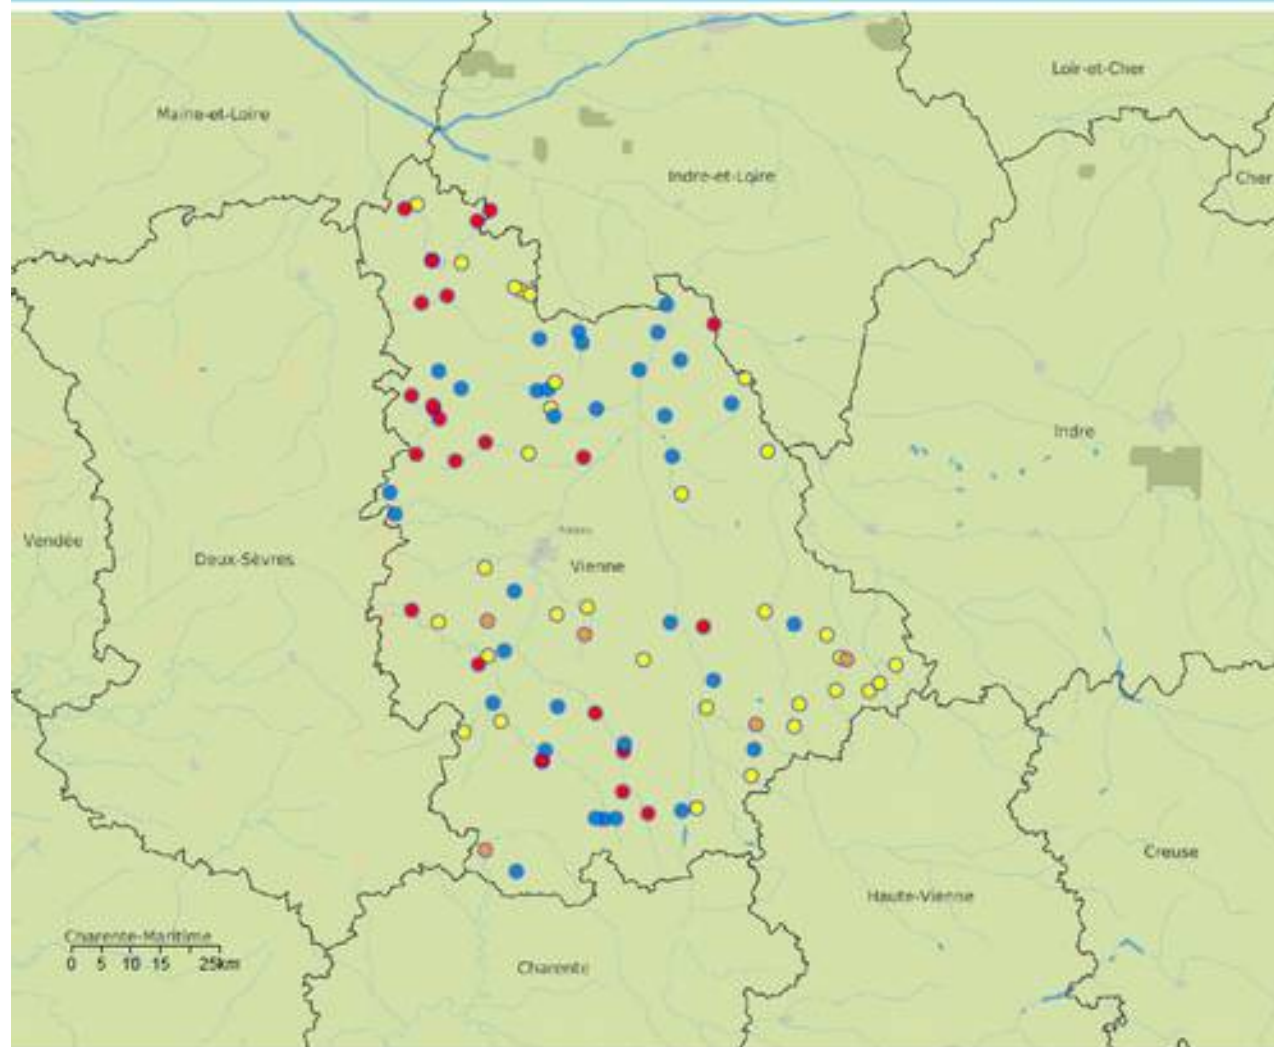 Loir-et-Cher
Maine-et-Loire
Indre-et-Loire
Cher
Indre
Vendée
Deux-Sèvres
Poitiers
Vienne
Creuse
Haute-Vienne
Charente-Maritime
0 5 10 15 25km
Charente